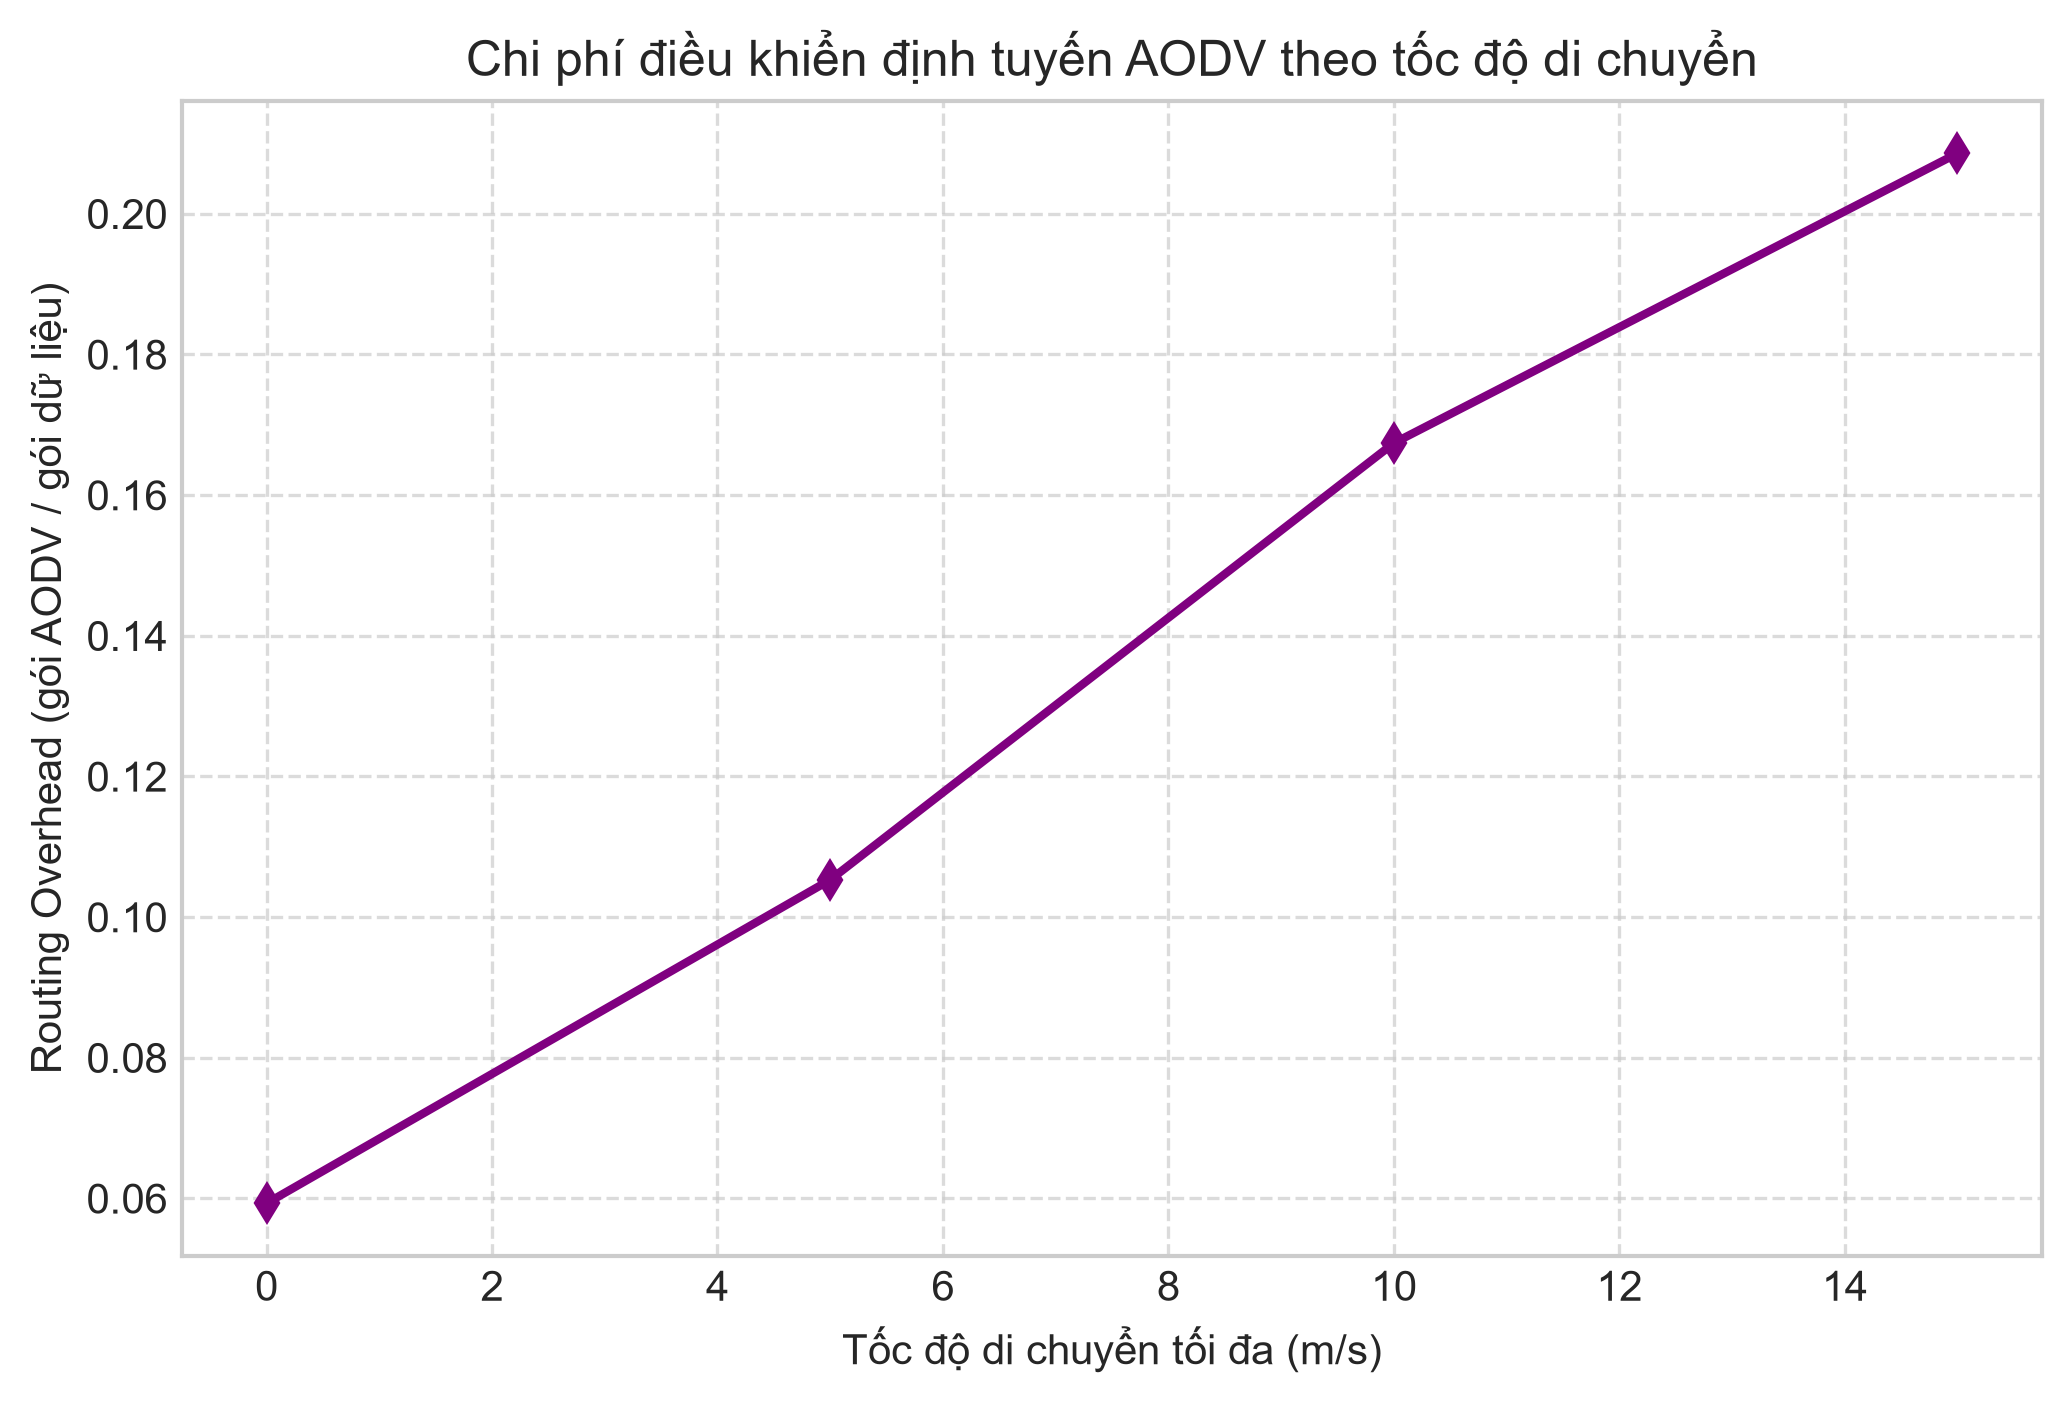 Chi phí điều khiển định tuyến AODV theo tốc độ di chuyển
Routing Overhead (gói AODV / gói dữ liệu)
0.20
0.18
0.16
0.14
0.12
0.10
0.08
0.06
0 2 4 6 8 10 12 14
Tốc độ di chuyển tối đa (m/s)